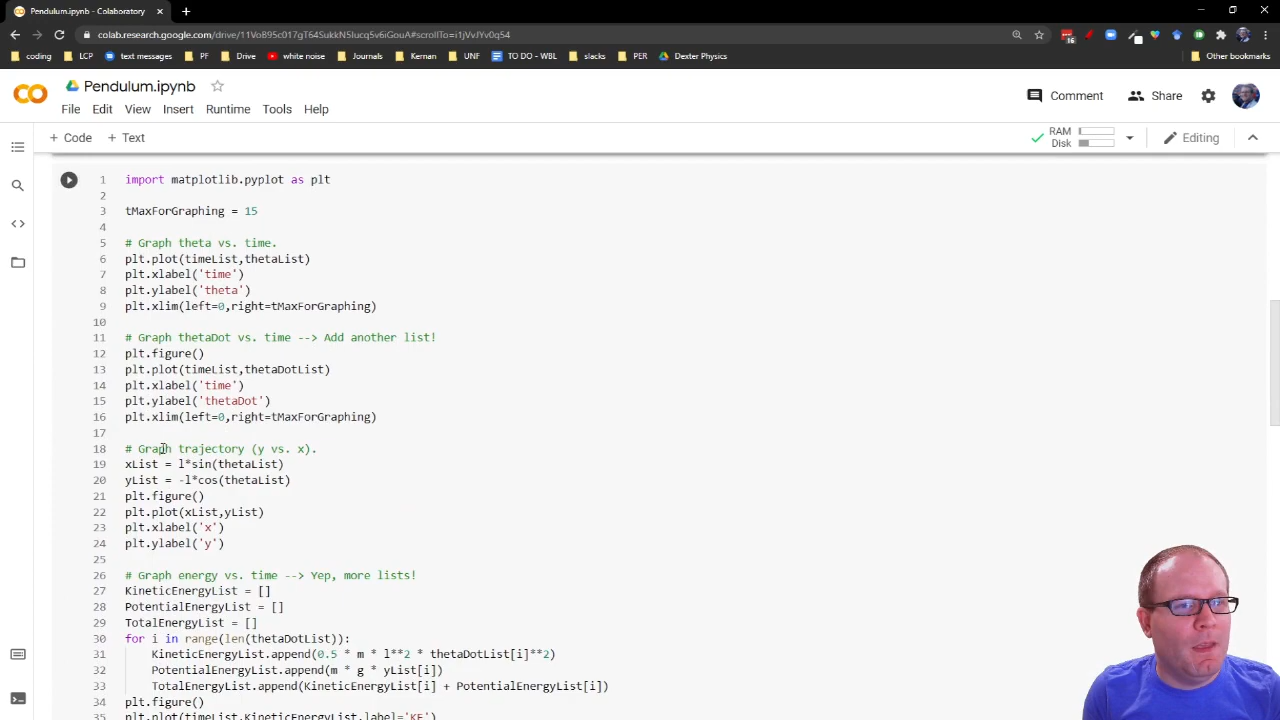 Pendulum.ipynb - Colaboratory
colab.research.google.com/drive/11VoB95c017gT64SukkNSlucq5v6iGouA#scrollTo=i1jVvJYv0q54
coding
LCP
text messages
PF
Drive
white noise
Journals
Kernan
UNF
TO DO - WBL
slacks
PER
Dexter Physics
Other bookmarks
16
Pendulum.ipynb
File Edit View Insert Runtime Tools Help
Comment
Share
+ Code + Text
RAM
Disk
Editing
1 import matplotlib.pyplot as plt
2
3 tMaxForGraphing = 15
4
5 # Graph theta vs. time.
6 plt.plot(timeList,thetaList)
7 plt.xlabel('time')
8 plt.ylabel('theta')
9 plt.xlim(left=0,right=tMaxForGraphing)
10
11 # Graph thetaDot vs. time --> Add another list!
12 plt.figure()
13 plt.plot(timeList,thetaDotList)
14 plt.xlabel('time')
15 plt.ylabel('thetaDot')
16 plt.xlim(left=0,right=tMaxForGraphing)
17
18 # Graph trajectory (y vs. x).
19 xList = l*sin(thetaList)
20 yList = -l*cos(thetaList)
21 plt.figure()
22 plt.plot(xList,yList)
23 plt.xlabel('x')
24 plt.ylabel('y')
25
26 # Graph energy vs. time --> Yep, more lists!
27 KineticEnergyList = []
28 PotentialEnergyList = []
29 TotalEnergyList = []
30 for i in range(len(thetaDotList)):
31 KineticEnergyList.append(0.5 * m * l**2 * thetaDotList[i]**2)
32 PotentialEnergyList.append(m * g * yList[i])
33 TotalEnergyList.append(KineticEnergyList[i] + PotentialEnergyList[i])
34 plt.figure()
35 plt.plot(timeList,KineticEnergyList,label='KE')